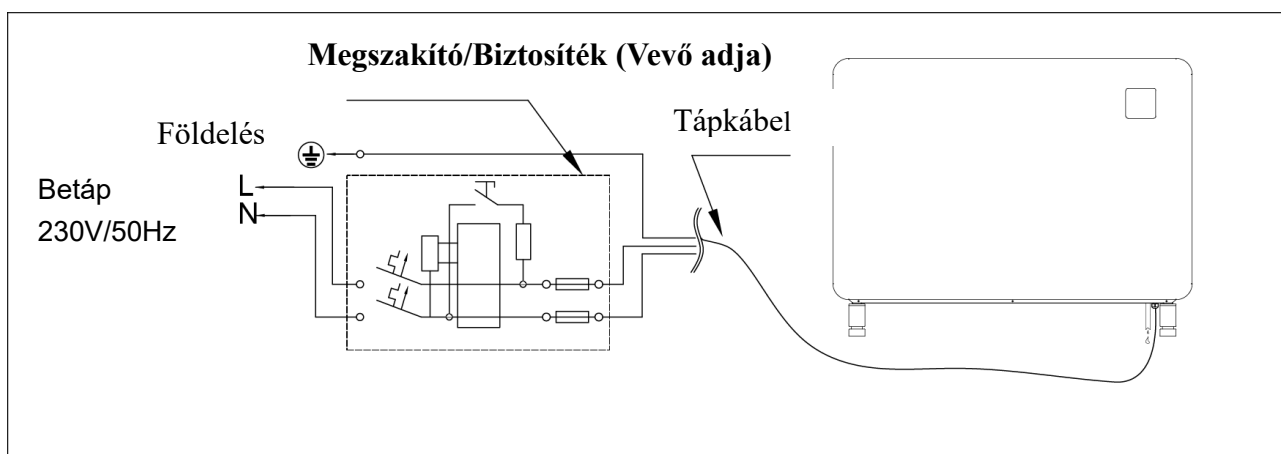 Megszakító/Biztosíték (Vevő adja)
Földelés
Tápkábel
Betáp
230V/50Hz
L
N